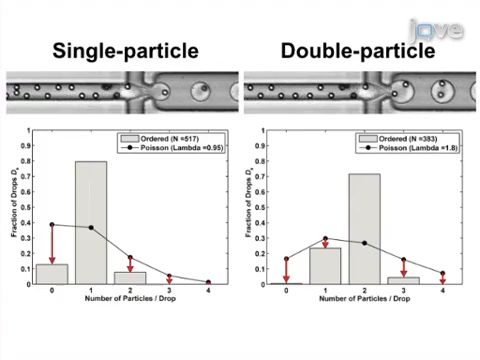 jove
Single-particle
Double-particle
Ordered (N =517)
Poisson (Lambda =0.95)
Fraction of Drops Dₓ
1
0.9
0.8
0.7
0.6
0.5
0.4
0.3
0.2
0.1
0
0 1 2 3 4
Number of Particles / Drop
Ordered (N =383)
Poisson (Lambda =1.8)
Fraction of Drops Dₓ
1
0.9
0.8
0.7
0.6
0.5
0.4
0.3
0.2
0.1
0
0 1 2 3 4
Number of Particles / Drop